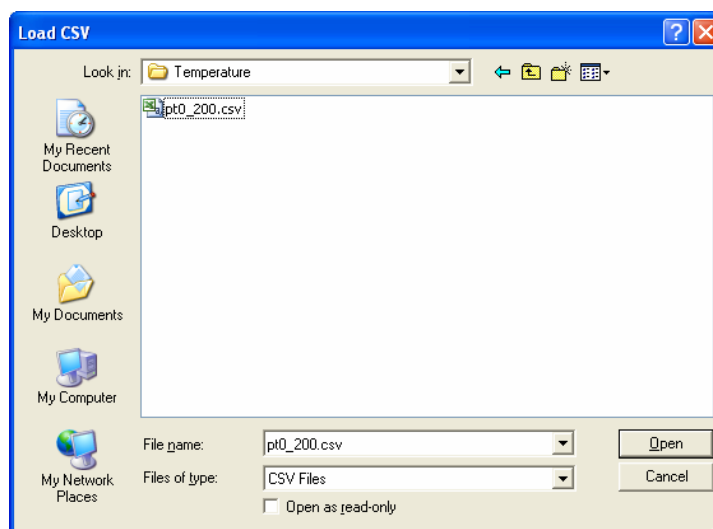 Load CSV
Look in: Temperature
pt0_200.csv
My Recent
Documents
Desktop
My Documents
My Computer
My Network
Places
File name: pt0_200.csv Open
Files of type: CSV Files Cancel
Open as read-only